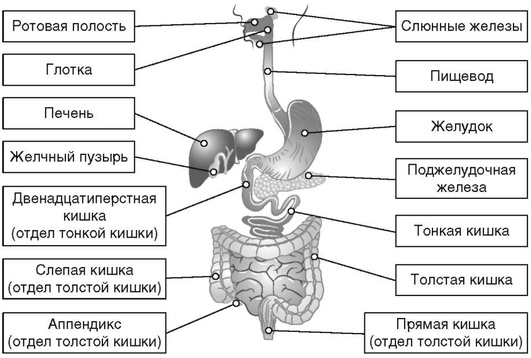 Ротовая полость
Глотка
Печень
Желчный пузырь
Двенадцатиперстная
кишка
(отдел тонкой кишки)
Слепая кишка
(отдел толстой кишки)
Аппендикс
(отдел толстой кишки)
Слюнные железы
Пищевод
Желудок
Поджелудочная
железа
Тонкая кишка
Толстая кишка
Прямая кишка
(отдел толстой кишки)